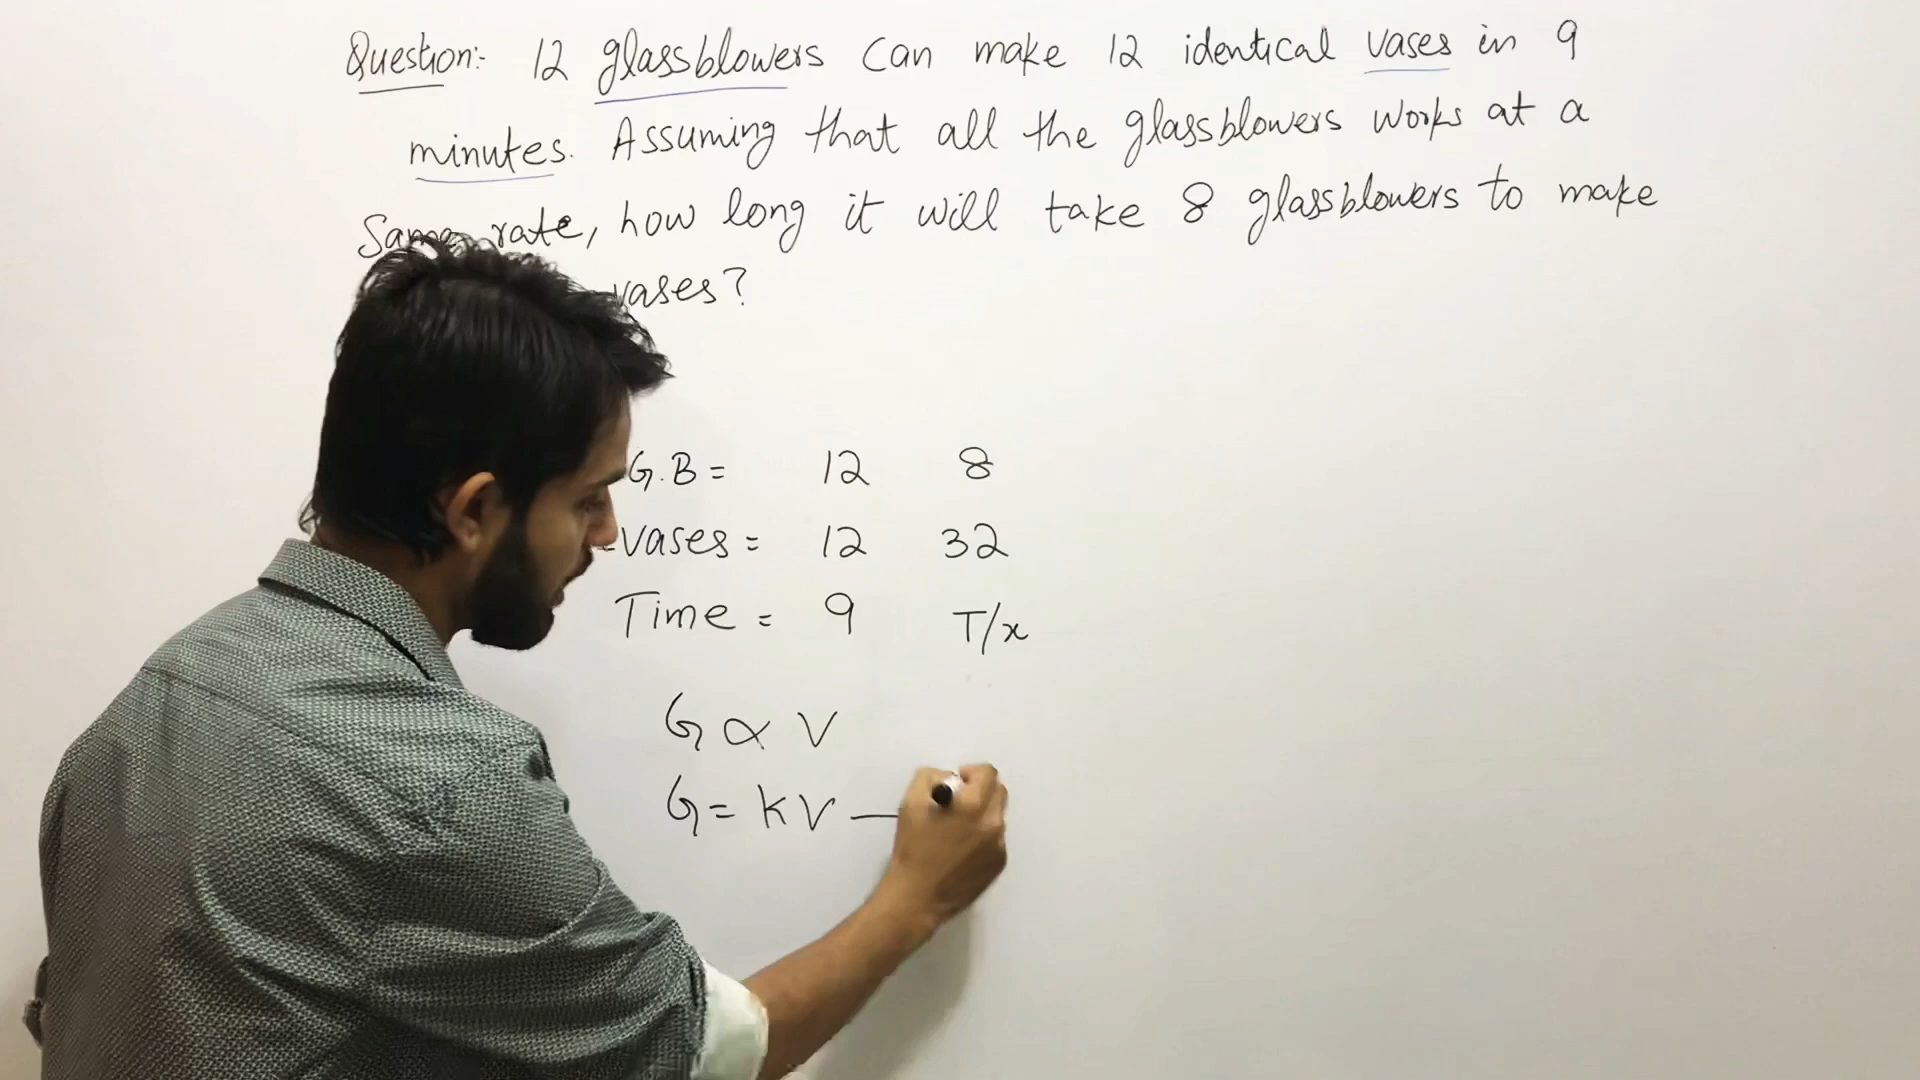 Question:- 12 glassblowers can make 12 identical vases in 9
minutes. Assuming that all the glassblowers works at a
Same rate, how long it will take 8 glassblowers to make
vases?
G.B = 12 8
vases = 12 32
Time = 9 T/x
G ∝ V
G = KV —